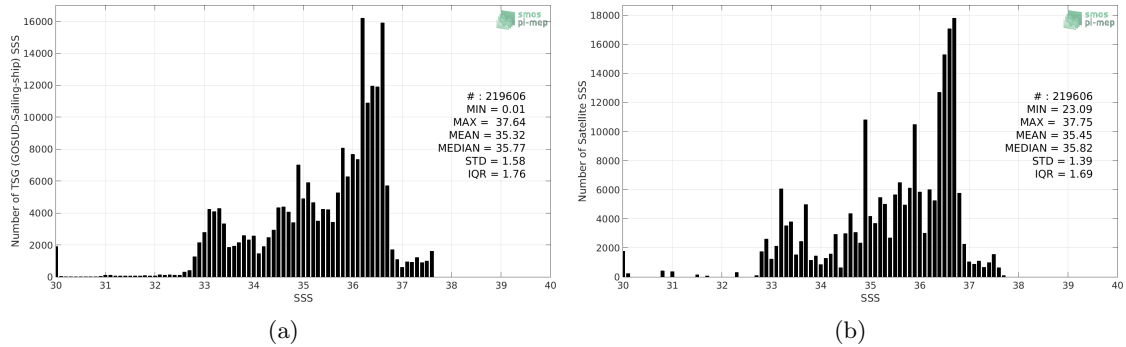 16000
14000
12000
10000
8000
6000
4000
2000
0
Number of TSG (GOSUD-Sailing-ship) SSS
30 31 32 33 34 35 36 37 38 39 40
SSS
smos
pi-mep
# : 219606
MIN = 0.01
MAX = 37.64
MEAN = 35.32
MEDIAN = 35.77
STD = 1.58
IQR = 1.76
(a)
18000
16000
14000
12000
10000
8000
6000
4000
2000
0
Number of Satellite SSS
30 31 32 33 34 35 36 37 38 39 40
SSS
smos
pi-mep
# : 219606
MIN = 23.09
MAX = 37.75
MEAN = 35.45
MEDIAN = 35.82
STD = 1.39
IQR = 1.69
(b)